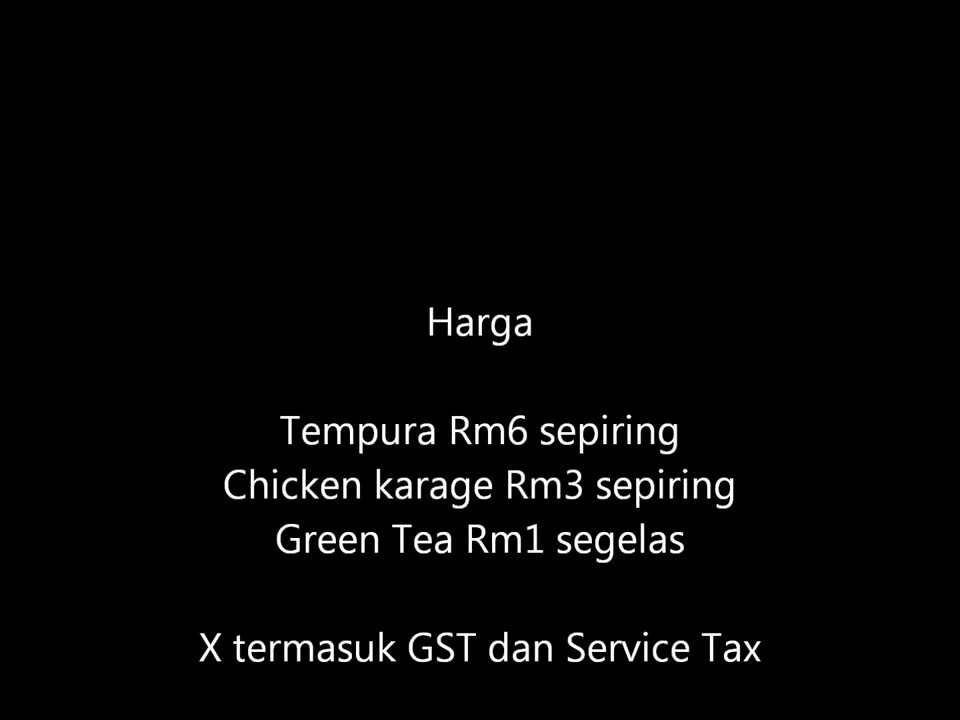 Harga
Tempura Rm6 sepiring
Chicken karage Rm3 sepiring
Green Tea Rm1 segelas
X termasuk GST dan Service Tax